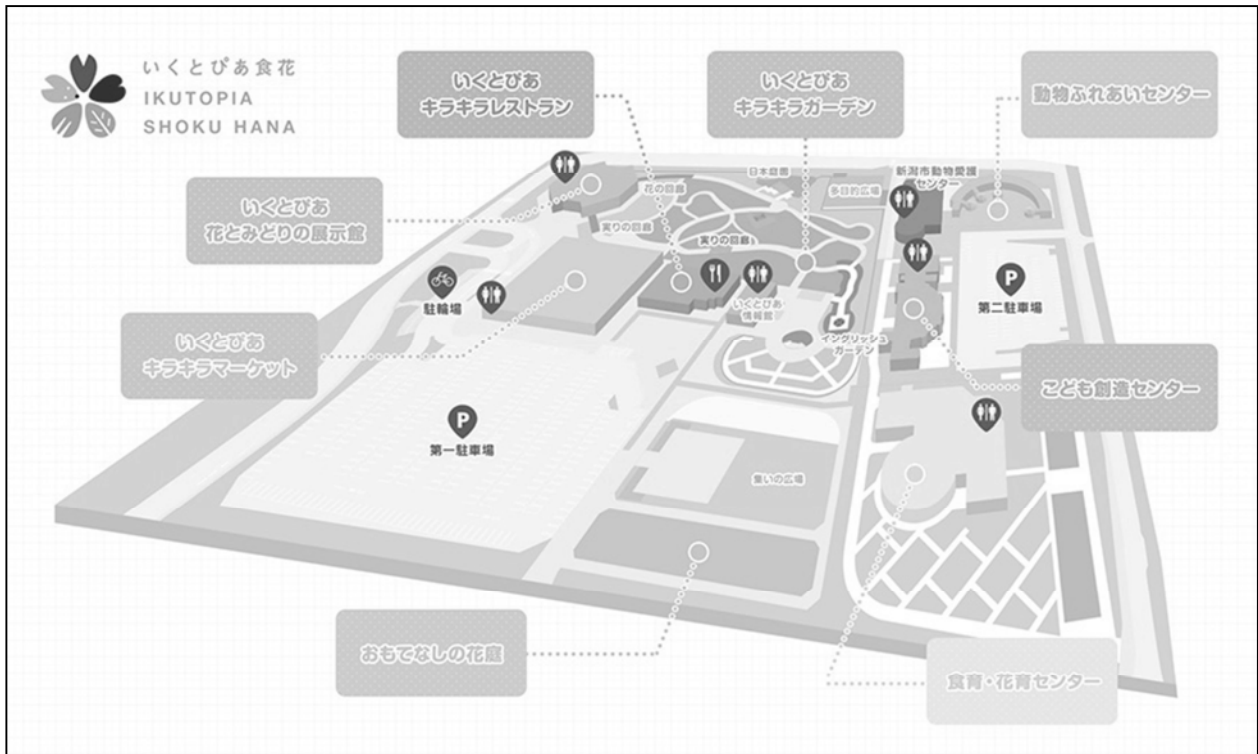 いくとぴあ食花
IKUTOPIA
SHOKU HANA
いくとぴあ
キラキラレストラン
いくとぴあ
キラキラガーデン
動物ふれあいセンター
いくとぴあ
花とみどりの展示館
日本庭園
花の回廊
多目的広場
新潟市動物愛護
センター
実りの回廊
実りの回廊
駐輪場
いくとぴあ
情報館
P
第二駐車場
イングリッシュ
ガーデン
いくとぴあ
キラキラマーケット
こども創造センター
P
第一駐車場
集いの広場
おもてなしの花庭
食育・花育センター